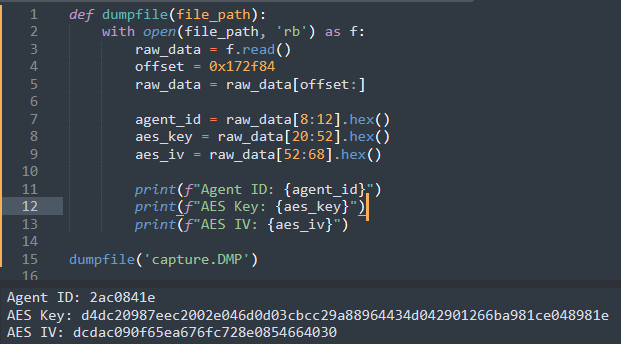 1 def dumpfile(file_path):
2 with open(file_path, 'rb') as f:
3 raw_data = f.read()
4 offset = 0x172f84
5 raw_data = raw_data[offset:]
6
7 agent_id = raw_data[8:12].hex()
8 aes_key = raw_data[20:52].hex()
9 aes_iv = raw_data[52:68].hex()
10
11 print(f"Agent ID: {agent_id}")
12 print(f"AES Key: {aes_key}")
13 print(f"AES IV: {aes_iv}")
14
15 dumpfile('capture.DMP')
16
Agent ID: 2ac0841e
AES Key: d4dc20987eec2002e046d0d03cbcc29a88964434d042901266ba981ce048981e
AES IV: dcdac090f65ea676fc728e0854664030